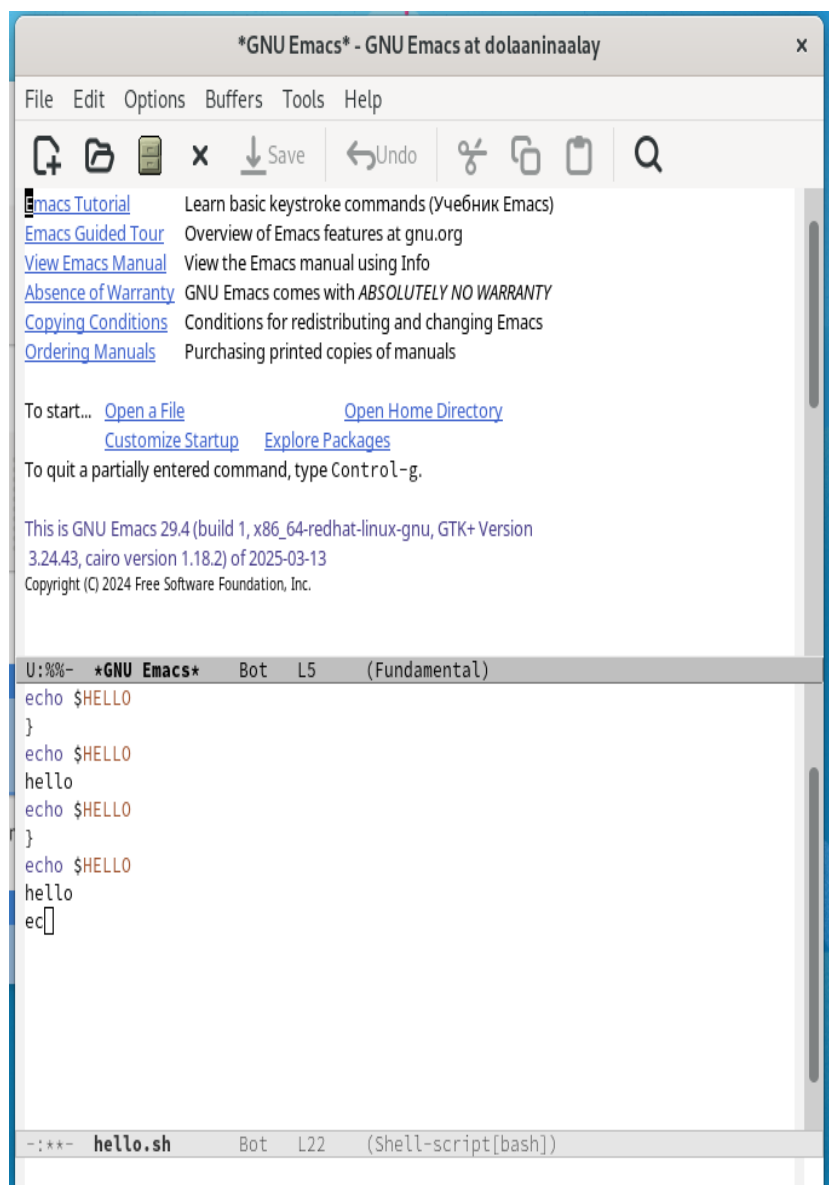 *GNU Emacs* - GNU Emacs at dolaaninaalay
File Edit Options Buffers Tools Help
Save Undo
Emacs Tutorial Learn basic keystroke commands (Учебник Emacs)
Emacs Guided Tour Overview of Emacs features at gnu.org
View Emacs Manual View the Emacs manual using Info
Absence of Warranty GNU Emacs comes with ABSOLUTELY NO WARRANTY
Copying Conditions Conditions for redistributing and changing Emacs
Ordering Manuals Purchasing printed copies of manuals
To start... Open a File Open Home Directory
Customize Startup Explore Packages
To quit a partially entered command, type Control-g.
This is GNU Emacs 29.4 (build 1, x86_64-redhat-linux-gnu, GTK+ Version
3.24.43, cairo version 1.18.2) of 2025-03-13
Copyright (C) 2024 Free Software Foundation, Inc.
U:%%- *GNU Emacs* Bot L5 (Fundamental)
echo $HELLO
}
echo $HELLO
hello
echo $HELLO
}
echo $HELLO
hello
ec
-:**- hello.sh Bot L22 (Shell-script[bash])